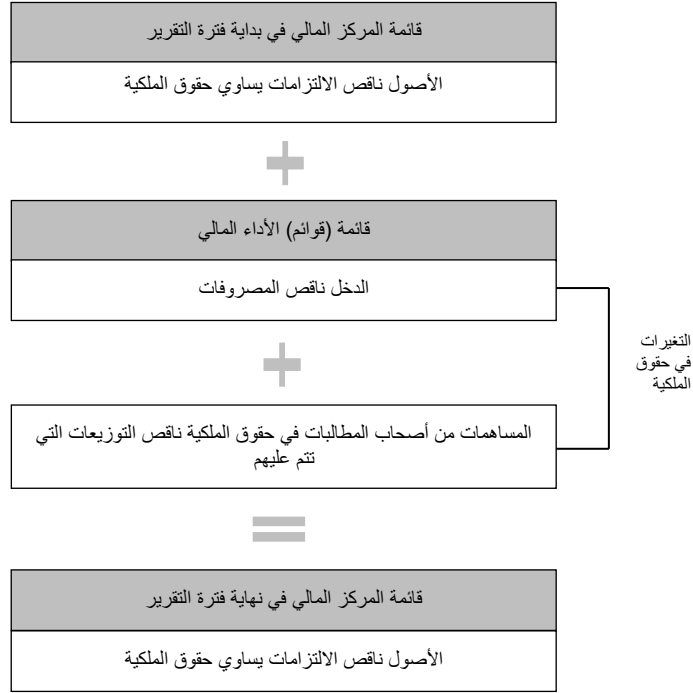 قائمة المركز المالي في بداية فترة التقرير
الأصول ناقص الالتزامات يساوي حقوق الملكية
+
قائمة (قوائم) الأداء المالي
الدخل ناقص المصروفات
التغيرات
في حقوق
الملكية
+
المساهمات من أصحاب المطالبات في حقوق الملكية ناقص التوزيعات التي
تتم عليهم
=
قائمة المركز المالي في نهاية فترة التقرير
الأصول ناقص الالتزامات يساوي حقوق الملكية